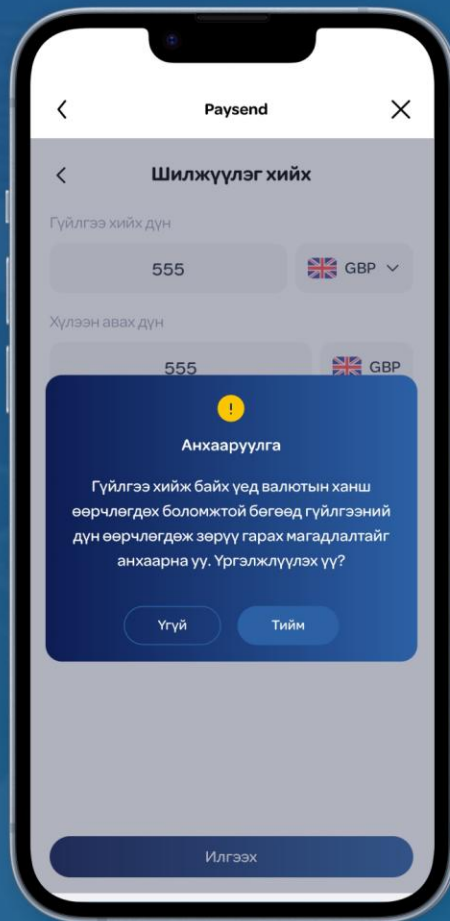 Paysend
Шилжүүлэг хийх
Гүйлгээ хийх дүн
555
GBP
Хүлээн авах дүн
555
GBP
!
Анхааруулга
Гүйлгээ хийж байх үед валютын ханш
өөрчлөгдөх боломжтой бөгөөд гүйлгээний
дүн өөрчлөгдөж зөрүү гарах магадлалтайг
анхаарна уу. Үргэлжлүүлэх үү?
Үгүй
Тийм
Илгээх